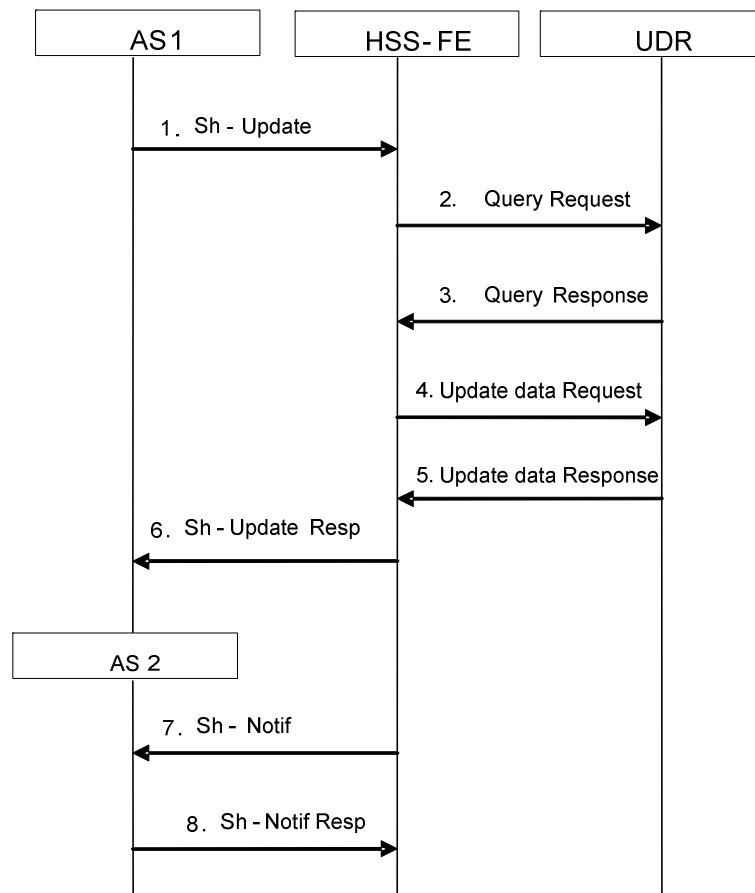 AS1
HSS-FE
UDR
1. Sh - Update
2. Query Request
3. Query Response
4. Update data Request
5. Update data Response
6. Sh - Update Resp
AS 2
7. Sh - Notif
8. Sh - Notif Resp